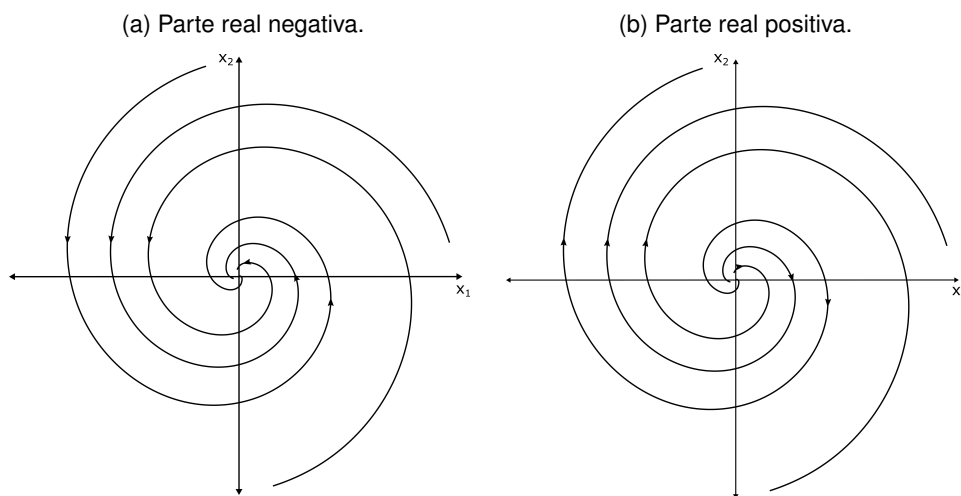 (a) Parte real negativa.
(b) Parte real positiva.
x2
x2
x1
x